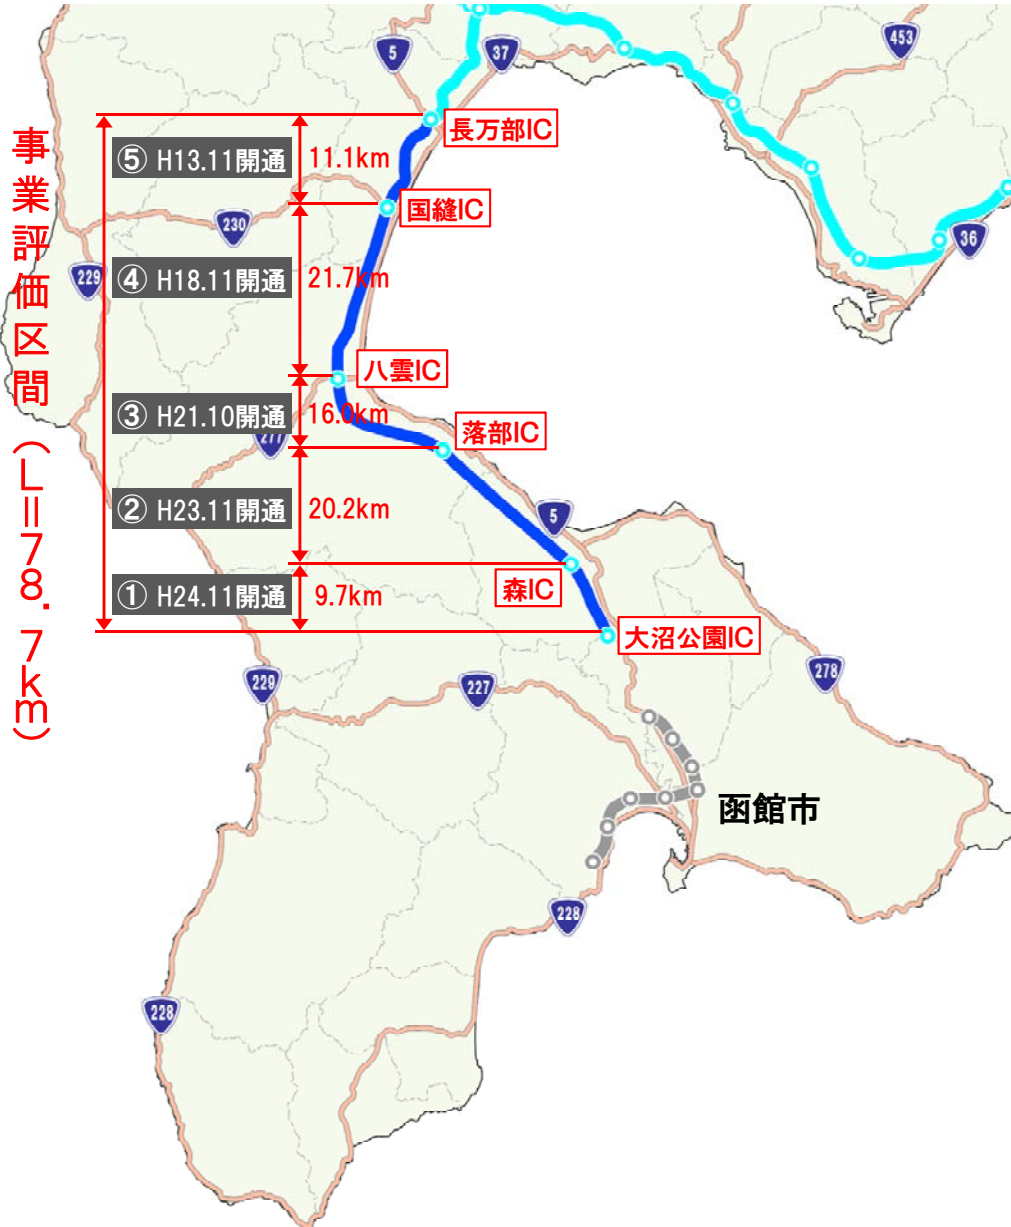 453
5
37
長万部IC
⑤ H13.11開通
11.1km
国縫IC
230
36
229
④ H18.11開通
21.7km
八雲IC
③ H21.10開通
16.0km
落部IC
277
② H23.11開通
20.2km
5
森IC
① H24.11開通
9.7km
大沼公園IC
事業評価区間(L=78.7km)
229
227
278
函館市
228
228